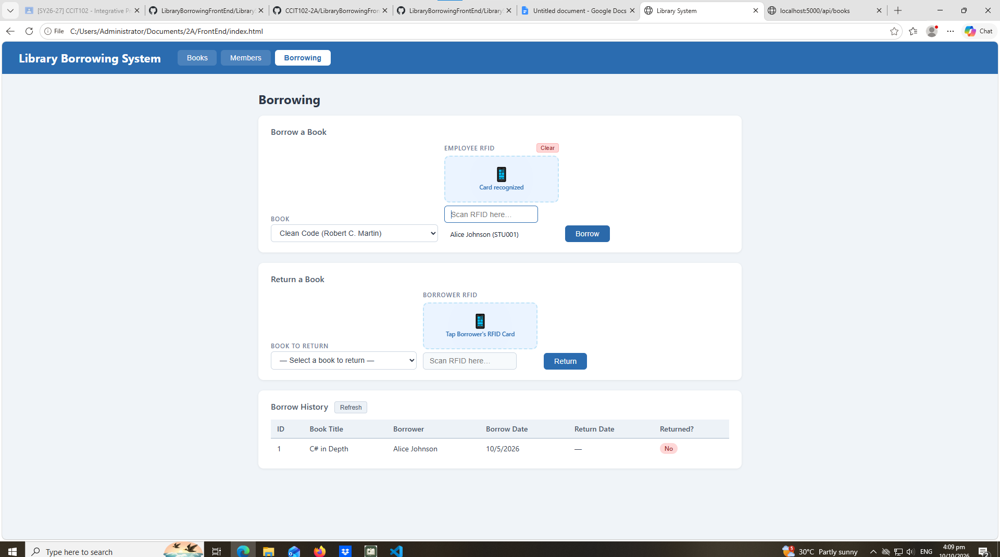 [SY26-27] CCIT102 - Integrative Pr
LibraryBorrowingFrontEnd/Library
CCIT102-2A/LibraryBorrowingFron
LibraryBorrowingFrontEnd/Library
Untitled document - Google Docs
Library System
localhost:5000/api/books
File
C:/Users/Administrator/Documents/2A/FrontEnd/index.html
Chat
Library Borrowing System
Books
Members
Borrowing
Borrowing
Borrow a Book
EMPLOYEE RFID
Clear
Card recognized
Scan RFID here...
BOOK
Clean Code (Robert C. Martin)
Alice Johnson (STU001)
Borrow
Return a Book
BORROWER RFID
Tap Borrower's RFID Card
BOOK TO RETURN
— Select a book to return —
Scan RFID here...
Return
Borrow History
Refresh
ID Book Title Borrower Borrow Date Return Date Returned?
1 C# in Depth Alice Johnson 10/5/2026 — No
Type here to search
5
30°C Partly sunny
ENG
4:09 pm
10/10/2026
2